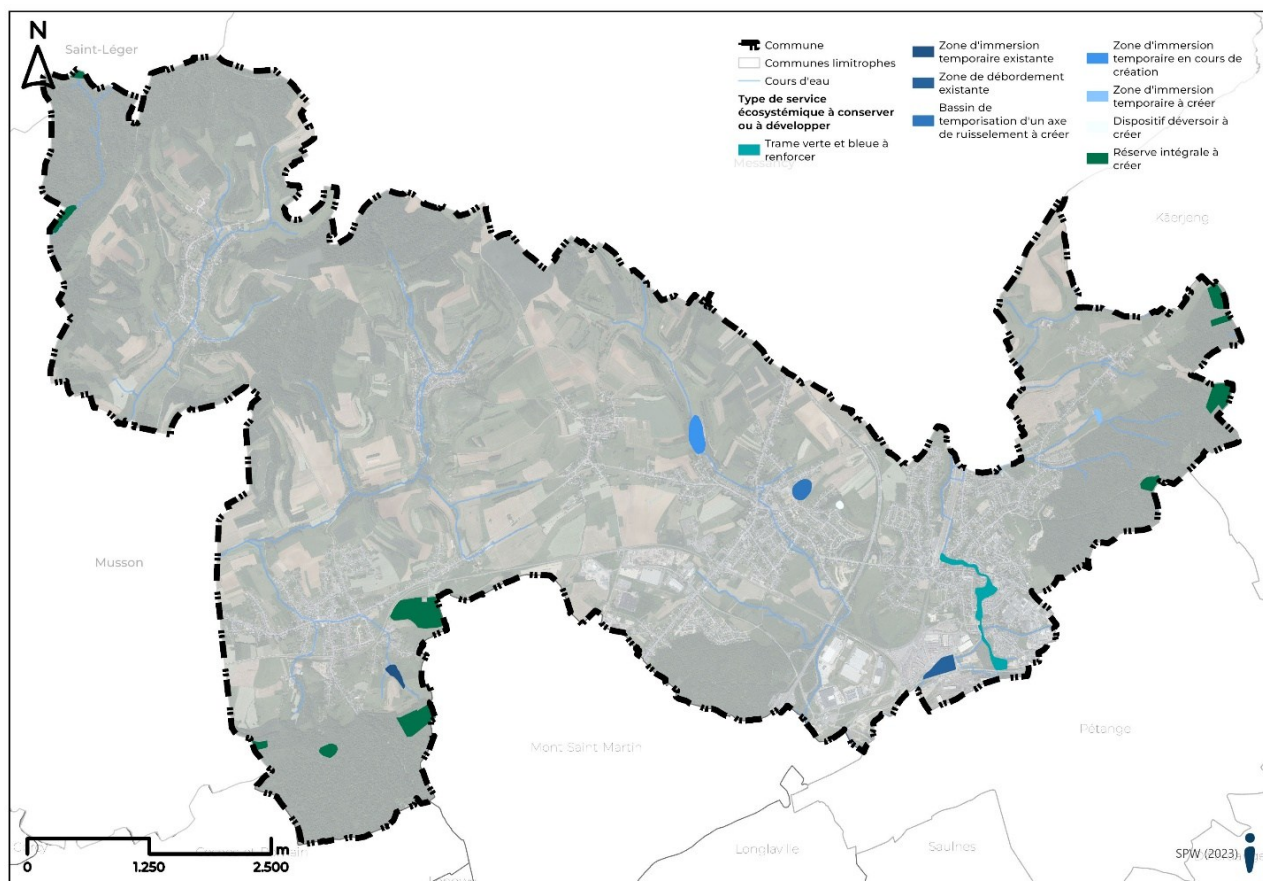 N
Saint-Léger
Commune
Communes limitrophes
Cours d'eau
Type de service
écosystémique à conserver
ou à développer
Trame verte et bleue à
renforcer
Zone d'immersion
temporaire existante
Zone de débordement
existante
Bassin de
temporisation d'un axe
de ruisselement à créer
Zone d'immersion
temporaire en cours de
création
Zone d'immersion
temporaire à créer
Dispositif déversoir à
créer
Réserve intégrale à
créer
Messancy
Käerjeng
Musson
Mont-Saint-Martin
Pétange
Longlaville
Saulnes
m
0
1.250
2.500
SPW (2023)